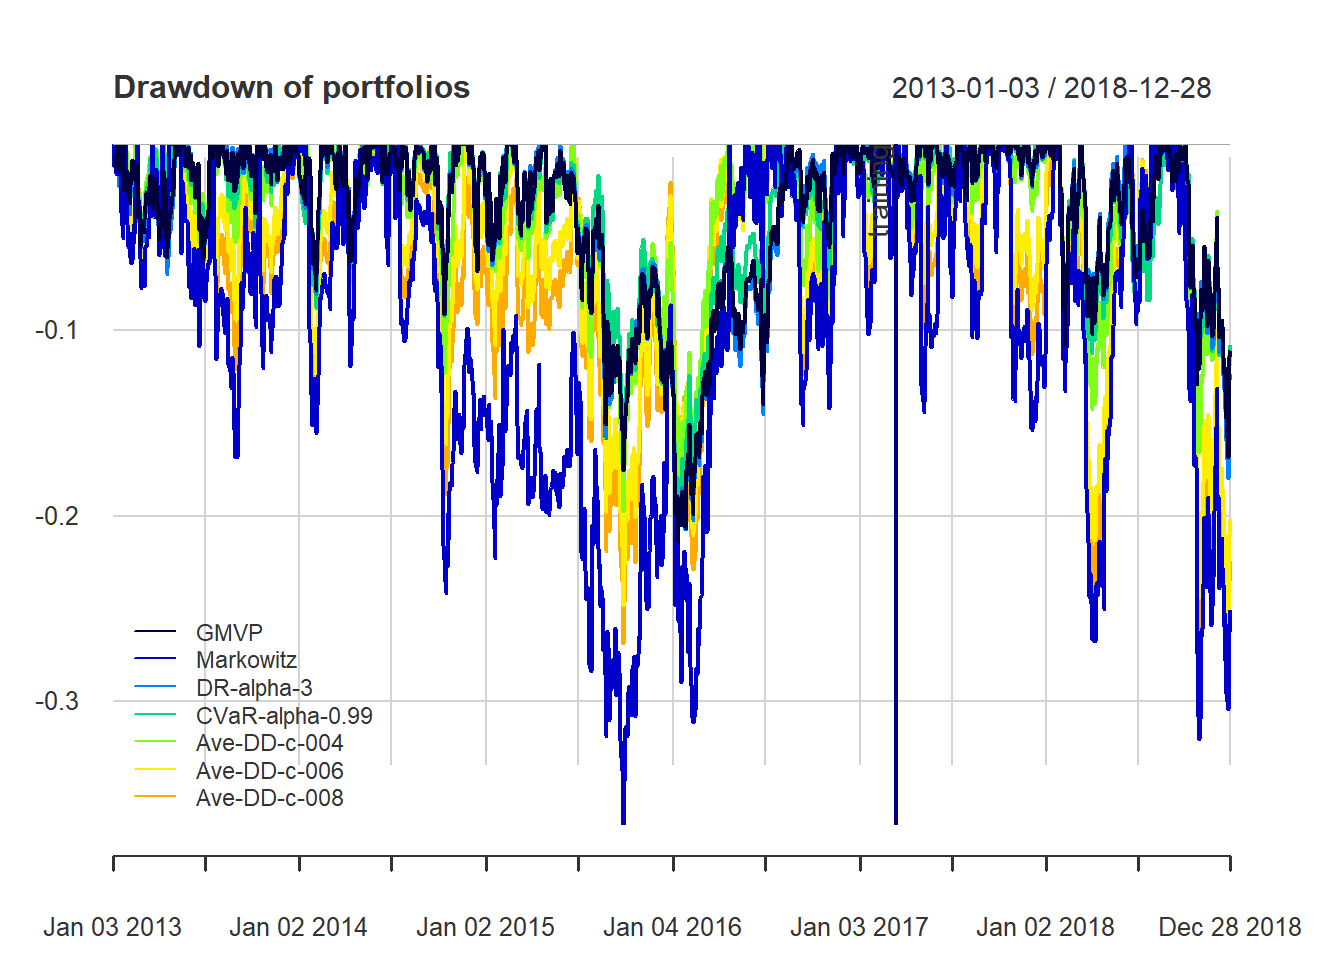 Drawdown of portfolios
2013-01-03 / 2018-12-28
training
-0.1
-0.2
-0.3
GMVP
Markowitz
DR-alpha-3
CVaR-alpha-0.99
Ave-DD-c-004
Ave-DD-c-006
Ave-DD-c-008
Jan 03 2013
Jan 02 2014
Jan 02 2015
Jan 04 2016
Jan 03 2017
Jan 02 2018
Dec 28 2018